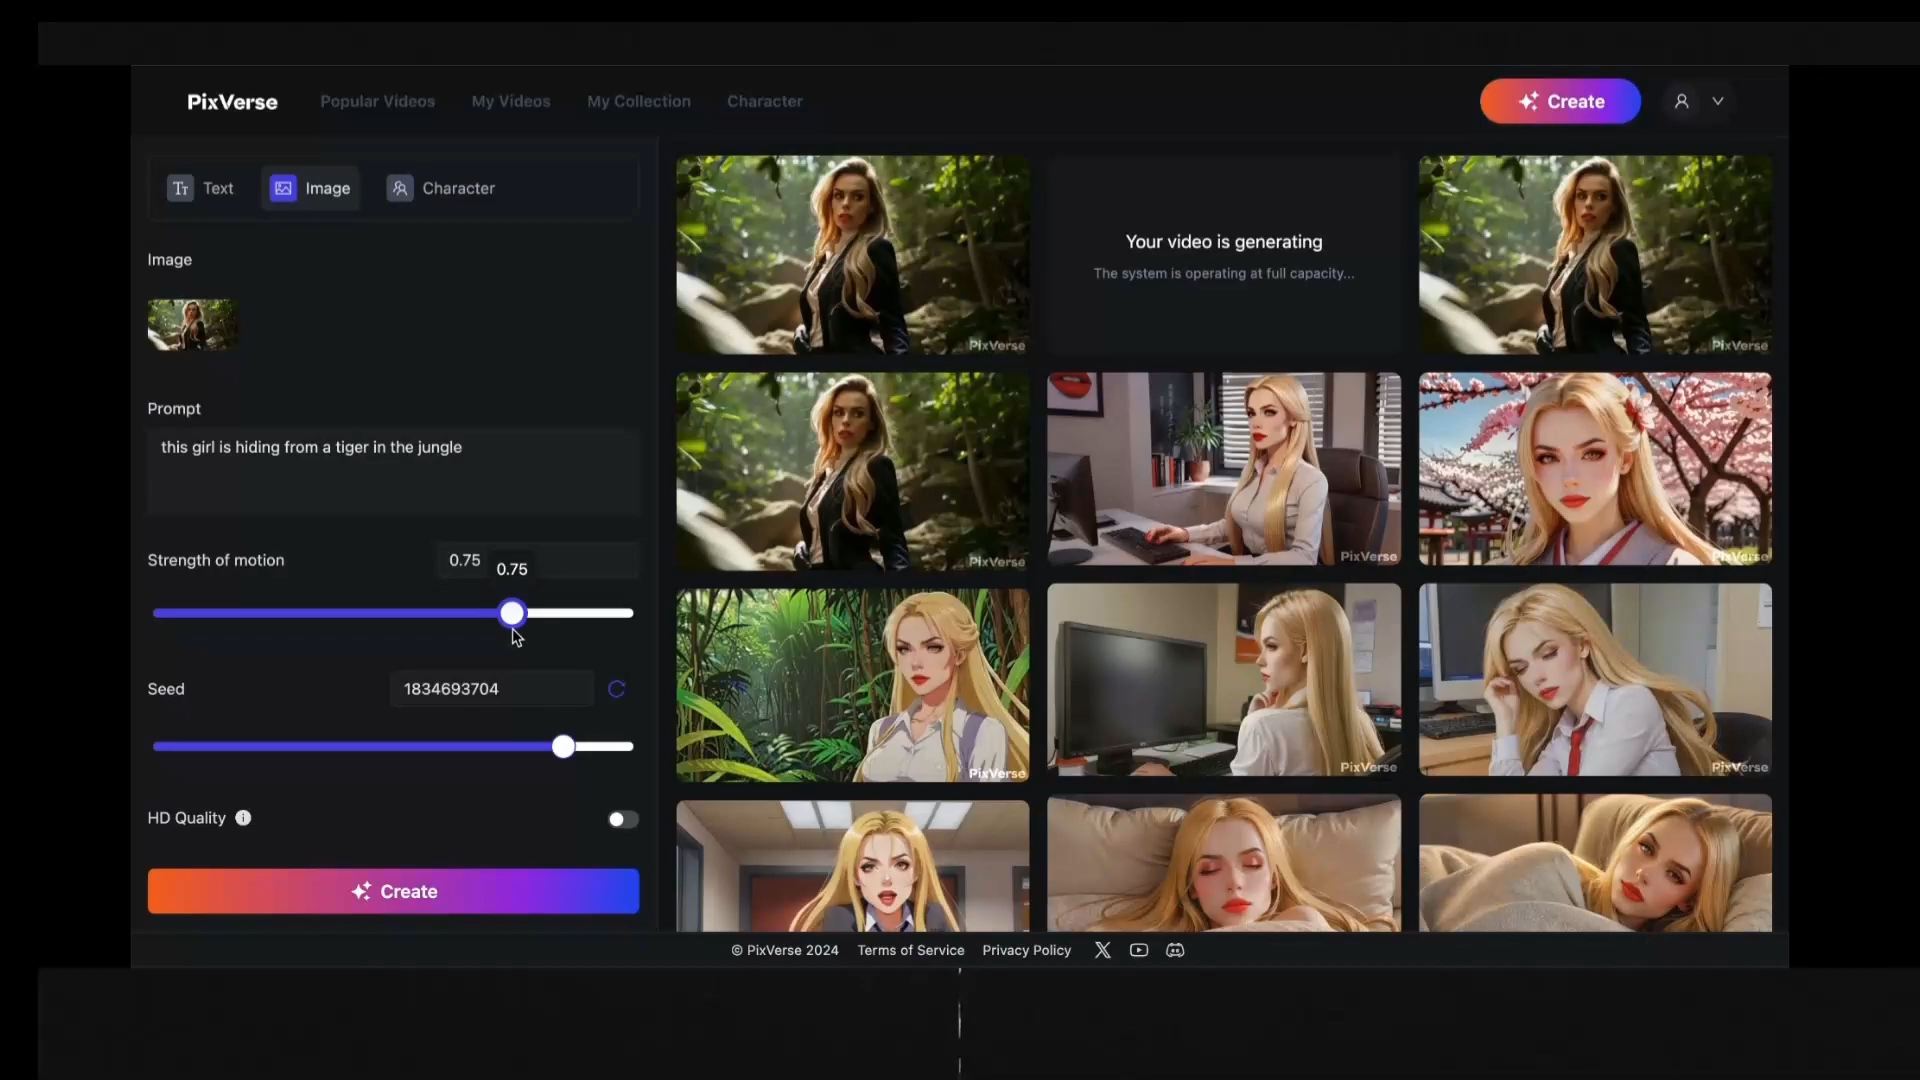 PixVerse
Popular Videos
My Videos
My Collection
Character
Create
Text
Image
Character
Image
Prompt
this girl is hiding from a tiger in the jungle
Strength of motion
0.75
0.75
Seed
1834693704
HD Quality
Create
PixVerse
Your video is generating
The system is operating at full capacity...
PixVerse
PixVerse
PixVerse
PixVerse
PixVerse
PixVerse
PixVerse
© PixVerse 2024
Terms of Service
Privacy Policy